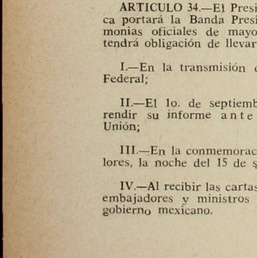 ARTICULO 34.—El Presi
ca portará la Banda Presi
monias oficiales de mayo
tendrá obligación de llevar
I.—En la transmisión
Federal;
II.—El 1o. de septiemb
rendir su informe ante
Unión;
III.—En la conmemorac
lores, la noche del 15 de s
IV.—Al recibir las cartas
embajadores y ministros
gobierno mexicano.